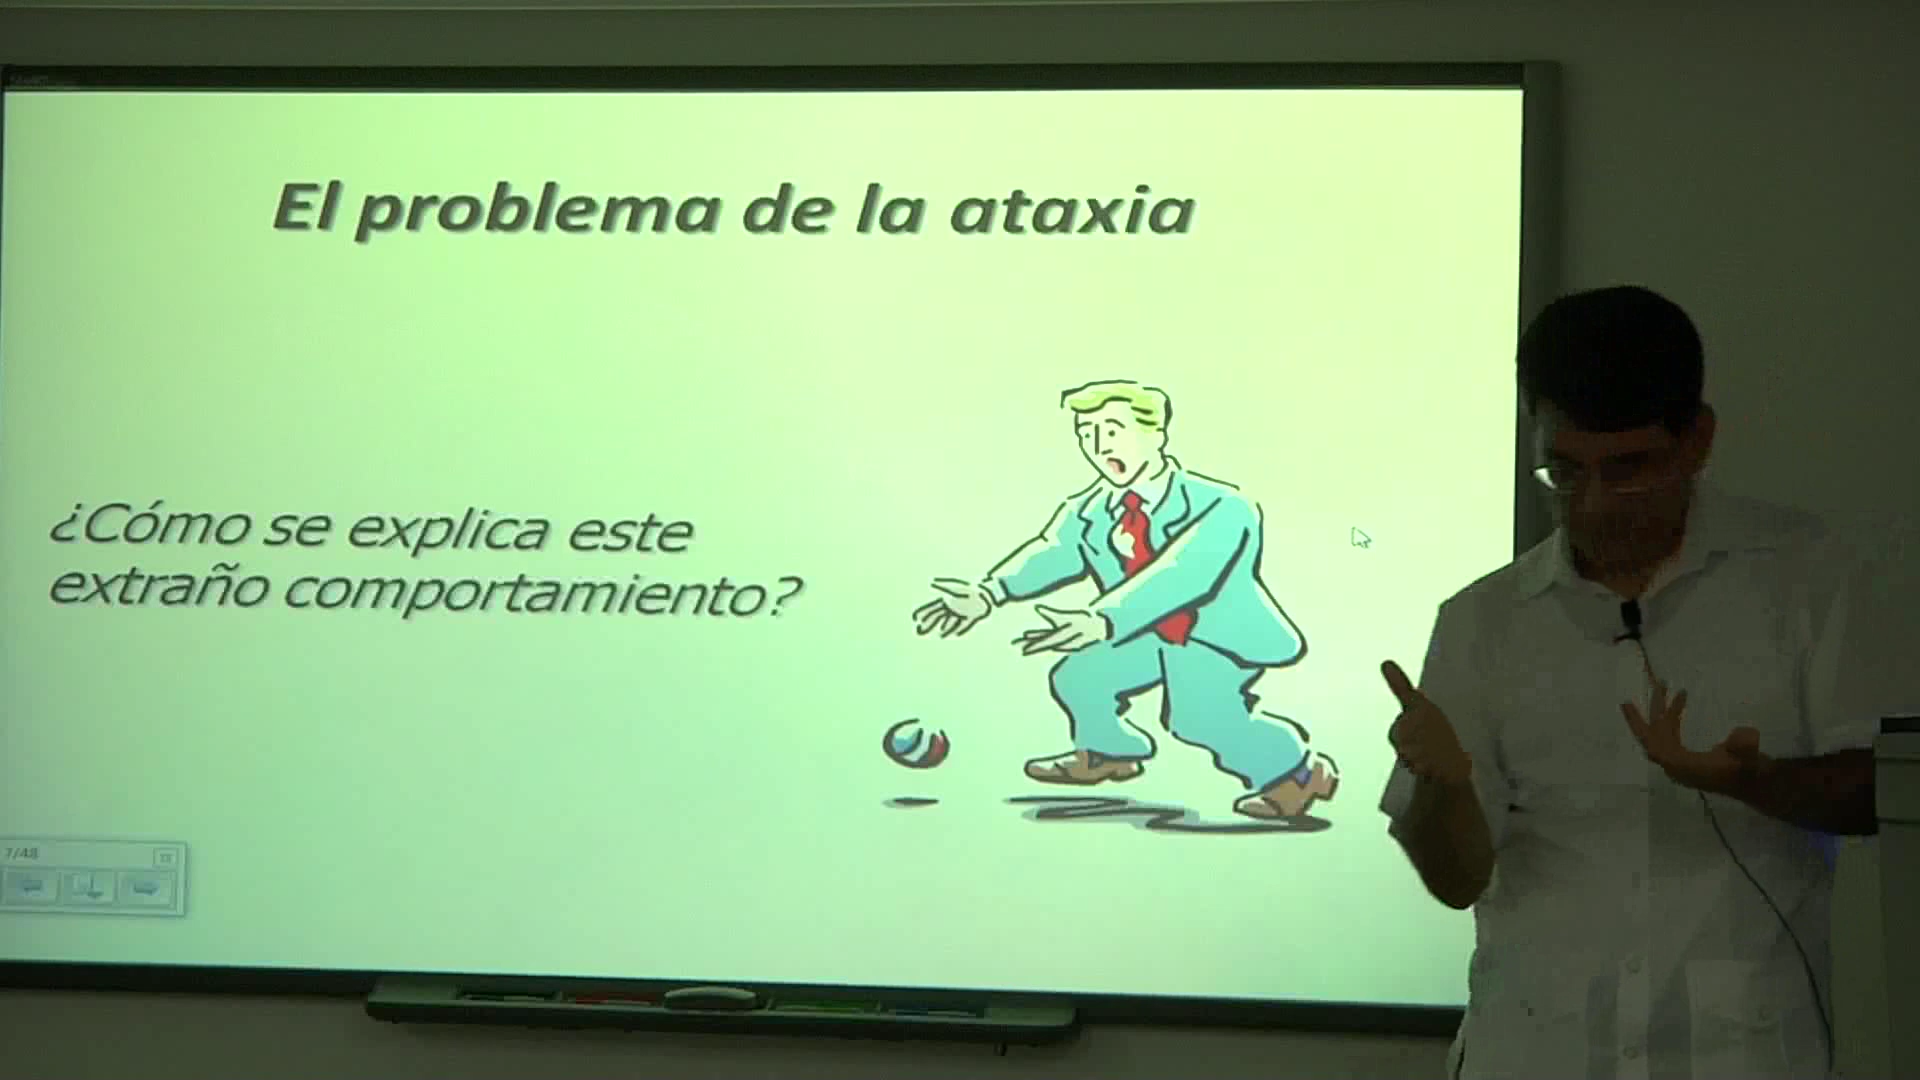 El problema de la ataxia
¿Cómo se explica este
extraño comportamiento?
7/48